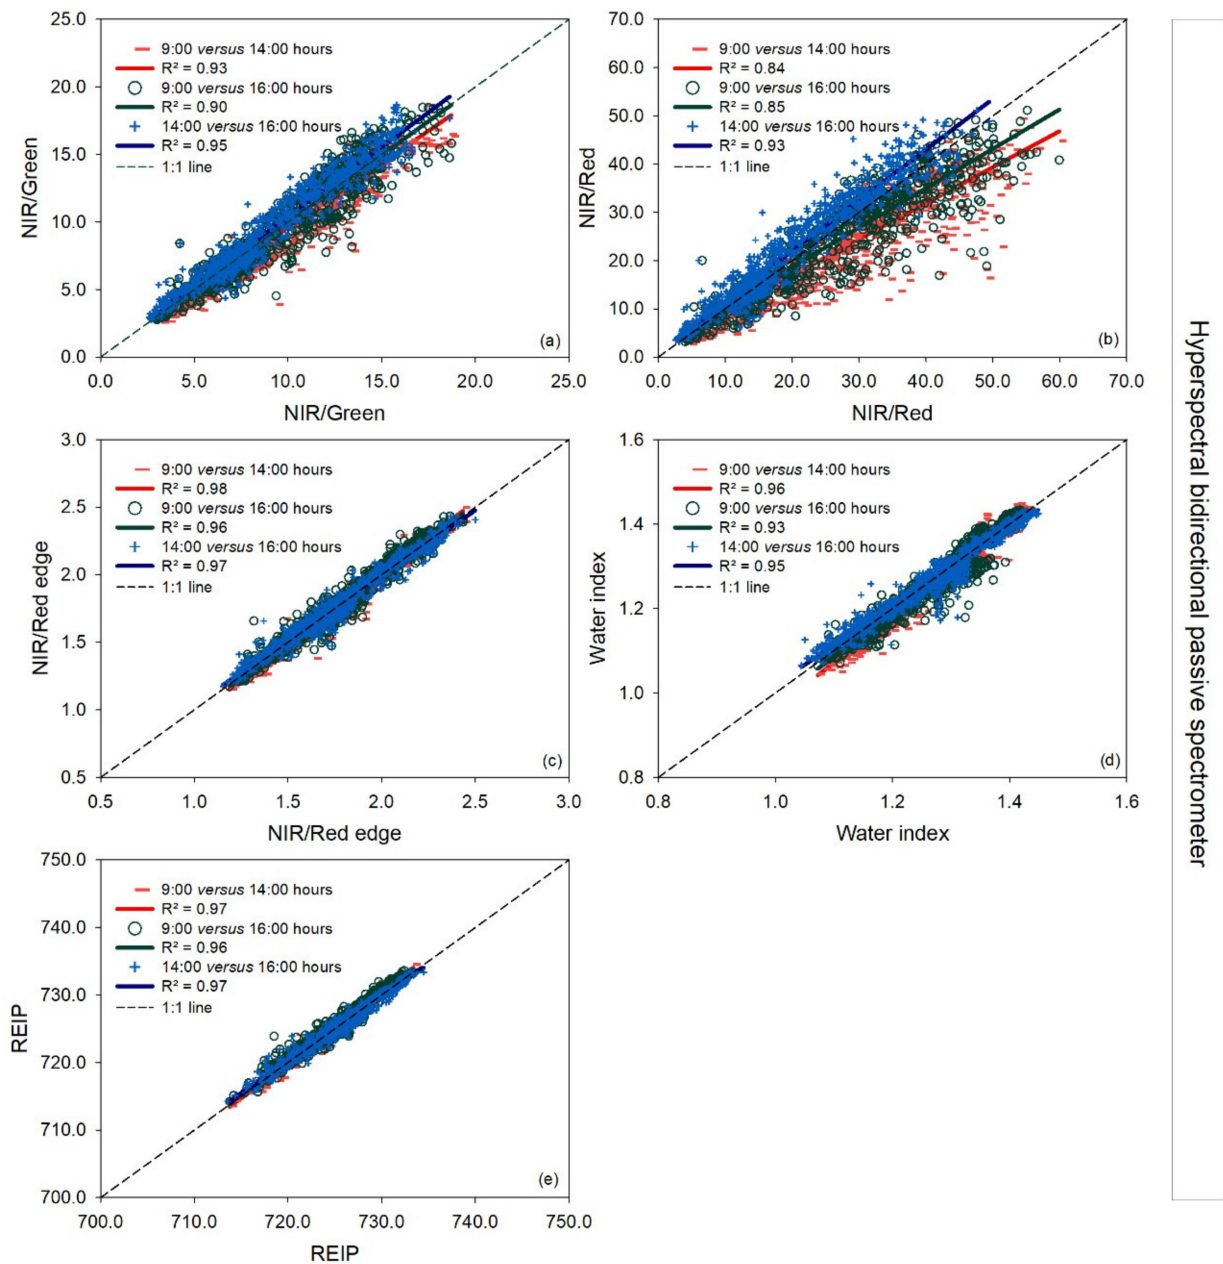 25.0
20.0
15.0
10.0
5.0
0.0
NIR/Green
9:00 versus 14:00 hours
R² = 0.93
9:00 versus 16:00 hours
R² = 0.90
14:00 versus 16:00 hours
R² = 0.95
1:1 line
(a)
0.0 5.0 10.0 15.0 20.0 25.0
NIR/Green
70.0
60.0
50.0
40.0
30.0
20.0
10.0
0.0
NIR/Red
9:00 versus 14:00 hours
R² = 0.84
9:00 versus 16:00 hours
R² = 0.85
14:00 versus 16:00 hours
R² = 0.93
1:1 line
(b)
0.0 10.0 20.0 30.0 40.0 50.0 60.0 70.0
NIR/Red
3.0
2.5
2.0
1.5
1.0
0.5
NIR/Red edge
9:00 versus 14:00 hours
R² = 0.98
9:00 versus 16:00 hours
R² = 0.96
14:00 versus 16:00 hours
R² = 0.97
1:1 line
(c)
0.5 1.0 1.5 2.0 2.5 3.0
NIR/Red edge
1.6
1.4
1.2
1.0
0.8
Water index
9:00 versus 14:00 hours
R² = 0.96
9:00 versus 16:00 hours
R² = 0.93
14:00 versus 16:00 hours
R² = 0.95
1:1 line
(d)
0.8 1.0 1.2 1.4 1.6
Water index
750.0
740.0
730.0
720.0
710.0
700.0
REIP
9:00 versus 14:00 hours
R² = 0.97
9:00 versus 16:00 hours
R² = 0.96
14:00 versus 16:00 hours
R² = 0.97
1:1 line
(e)
700.0 710.0 720.0 730.0 740.0 750.0
REIP
Hyperspectral bidirectional passive spectrometer